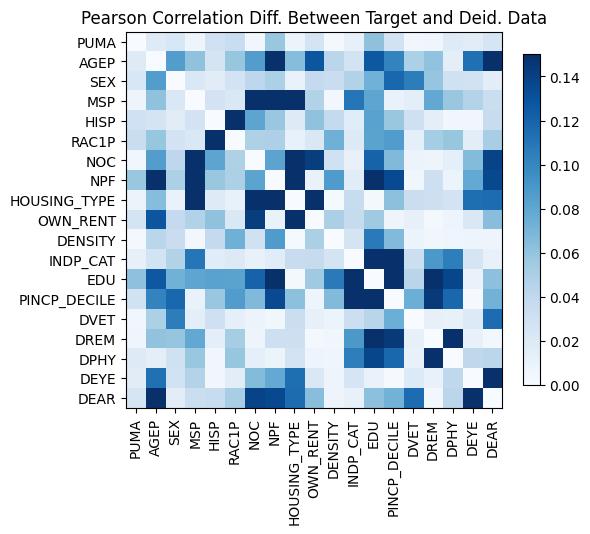 Pearson Correlation Diff. Between Target and Deid. Data
PUMA
AGEP
SEX
MSP
HISP
RAC1P
NOC
NPF
HOUSING_TYPE
OWN_RENT
DENSITY
INDP_CAT
EDU
PINCP_DECILE
DVET
DREM
DPHY
DEYE
DEAR
PUMA
AGEP
SEX
MSP
HISP
RAC1P
NOC
NPF
HOUSING_TYPE
OWN_RENT
DENSITY
INDP_CAT
EDU
PINCP_DECILE
DVET
DREM
DPHY
DEYE
DEAR
0.14
0.12
0.10
0.08
0.06
0.04
0.02
0.00